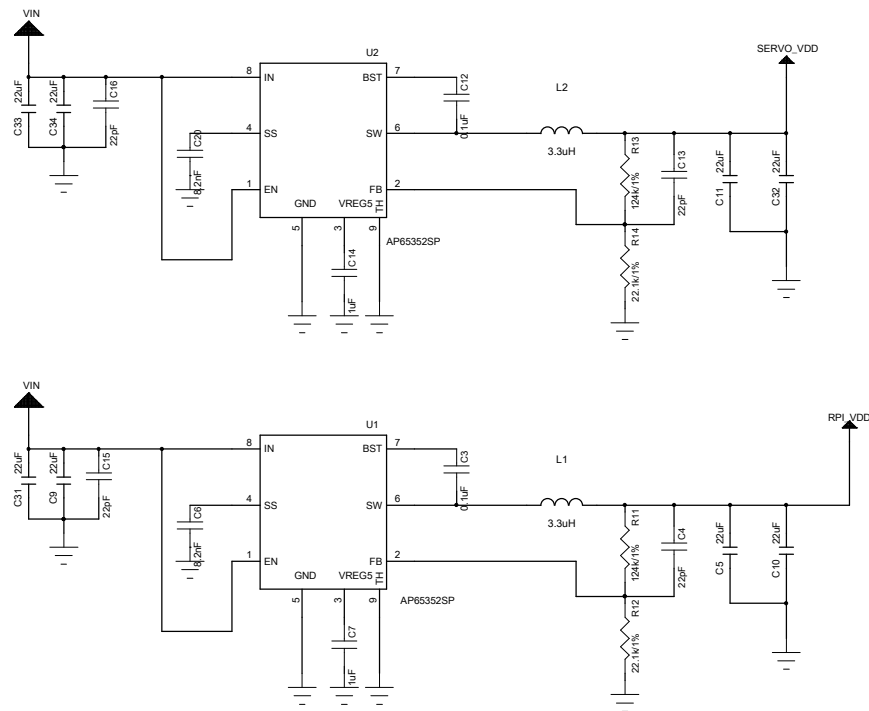 VIN
U2
SERVO_VDD
22uF
C33
22uF
C34
C16
22pF
8
IN
BST
7
C12
0.1uF
L2
3.3uH
4
SS
SW
6
C20
8.2nF
1
EN
FB
2
GND
VREG5
TH
5
3
9
AP65352SP
C14
1uF
R13
124k/1%
C13
22pF
22uF
C11
22uF
C32
R14
22.1k/1%
VIN
U1
RPI_VDD
22uF
C31
22uF
C9
C15
22pF
8
IN
BST
7
C3
0.1uF
L1
3.3uH
4
SS
SW
6
C6
8.2nF
1
EN
FB
2
GND
VREG5
TH
5
3
9
AP65352SP
C7
1uF
R11
124k/1%
C4
22pF
22uF
C5
22uF
C10
R12
22.1k/1%